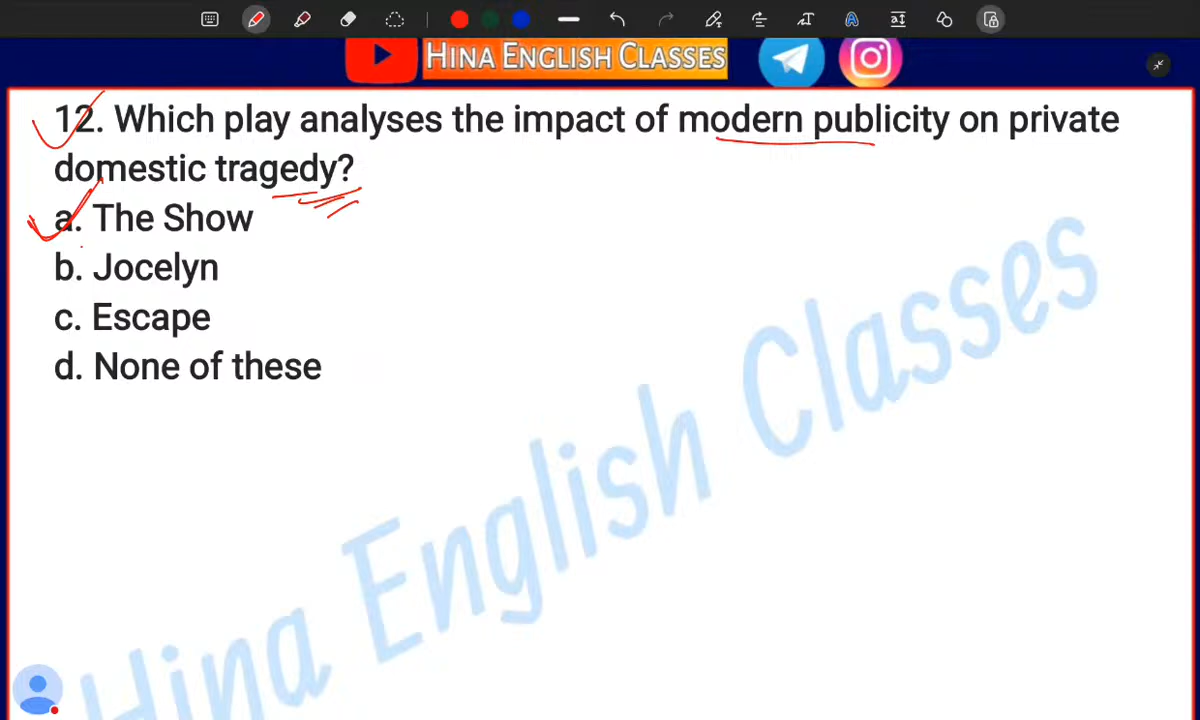 HINA ENGLISH CLASSES
12. Which play analyses the impact of modern publicity on private
domestic tragedy?
a. The Show
b. Jocelyn
c. Escape
d. None of these
Hina English Classes